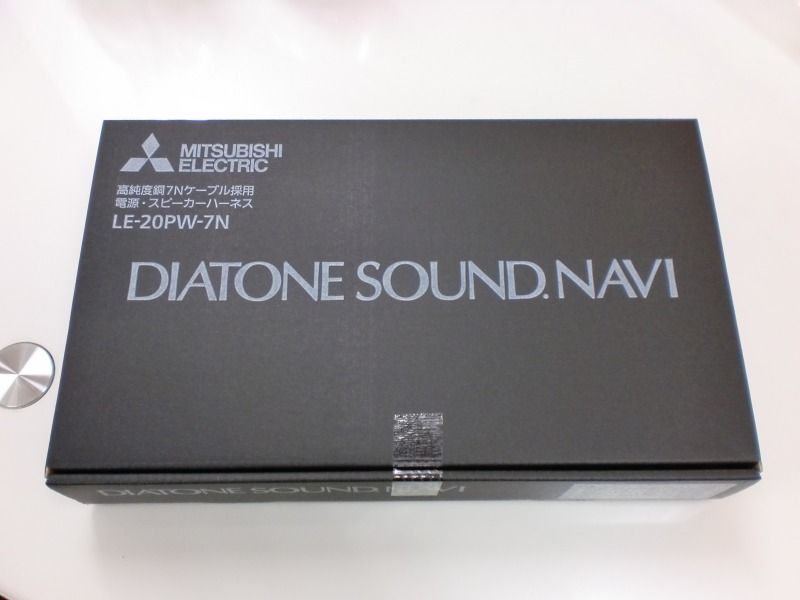 MITSUBISHI
ELECTRIC
高純度銅7Nケーブル採用
電源・スピーカーハーネス
LE-20PW-7N
DIATONE SOUND.NAVI
DIATONE SOUND.NAVI